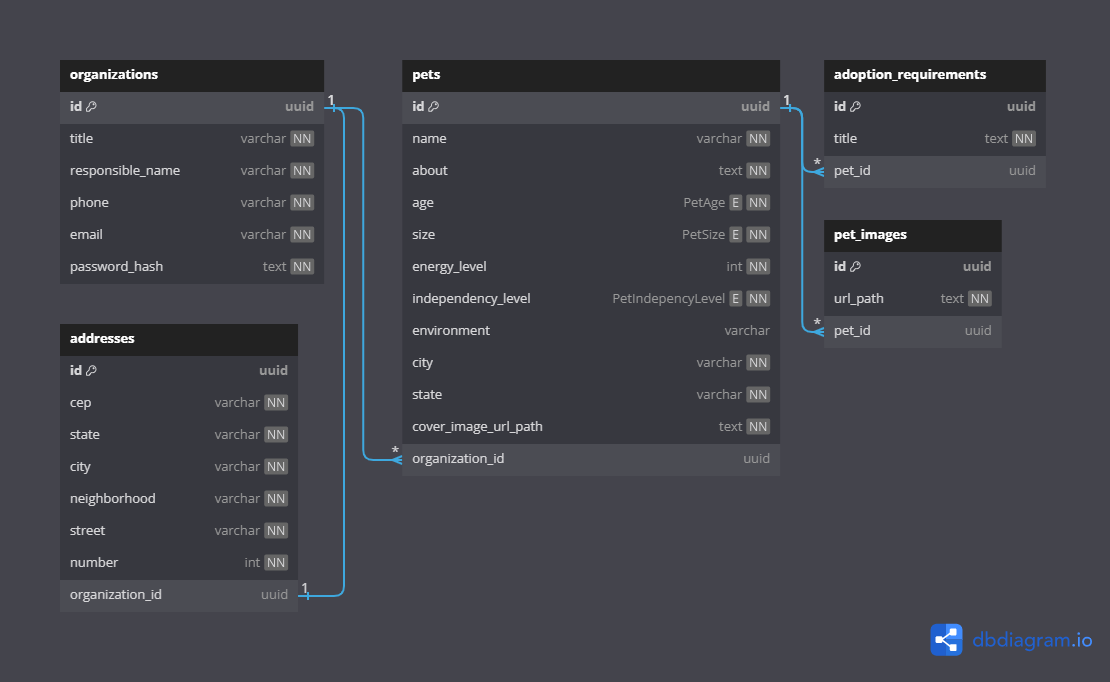 organizations
id uuid
title varchar NN
responsible_name varchar NN
phone varchar NN
email varchar NN
password_hash text NN
1
addresses
id uuid
cep varchar NN
state varchar NN
city varchar NN
neighborhood varchar NN
street varchar NN
number int NN
organization_id uuid
1
pets
id uuid
name varchar NN
about text NN
age PetAge E NN
size PetSize E NN
energy_level int NN
independency_level PetIndepencyLevel E NN
environment varchar
city varchar NN
state varchar NN
cover_image_url_path text NN
* organization_id uuid
1
adoption_requirements
id uuid
title text NN
* pet_id uuid
pet_images
id uuid
url_path text NN
* pet_id uuid
dbdiagram.io